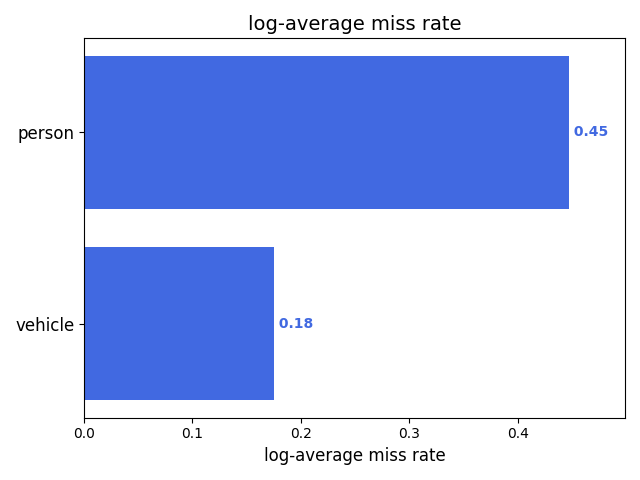 log-average miss rate
person
0.45
vehicle
0.18
0.0 0.1 0.2 0.3 0.4
log-average miss rate